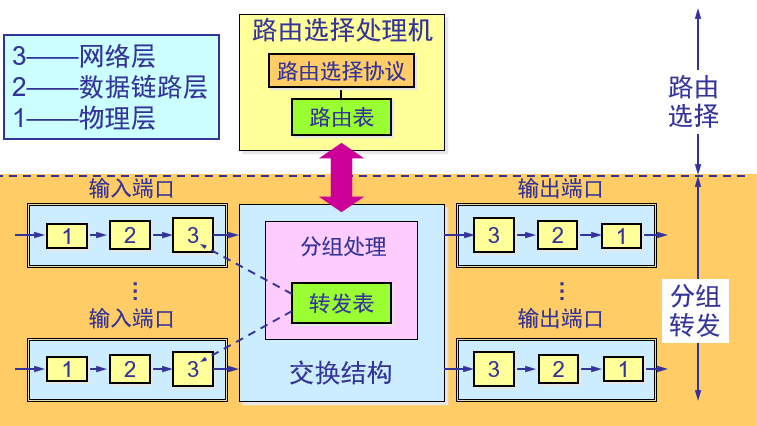 3——网络层
2——数据链路层
1——物理层
路由选择处理机
路由选择协议
路由表
路由
选择
输入端口
输出端口
1 2 3
3 2 1
分组处理
转发表
⋮
⋮
输入端口
输出端口
分组
转发
1 2 3
3 2 1
交换结构